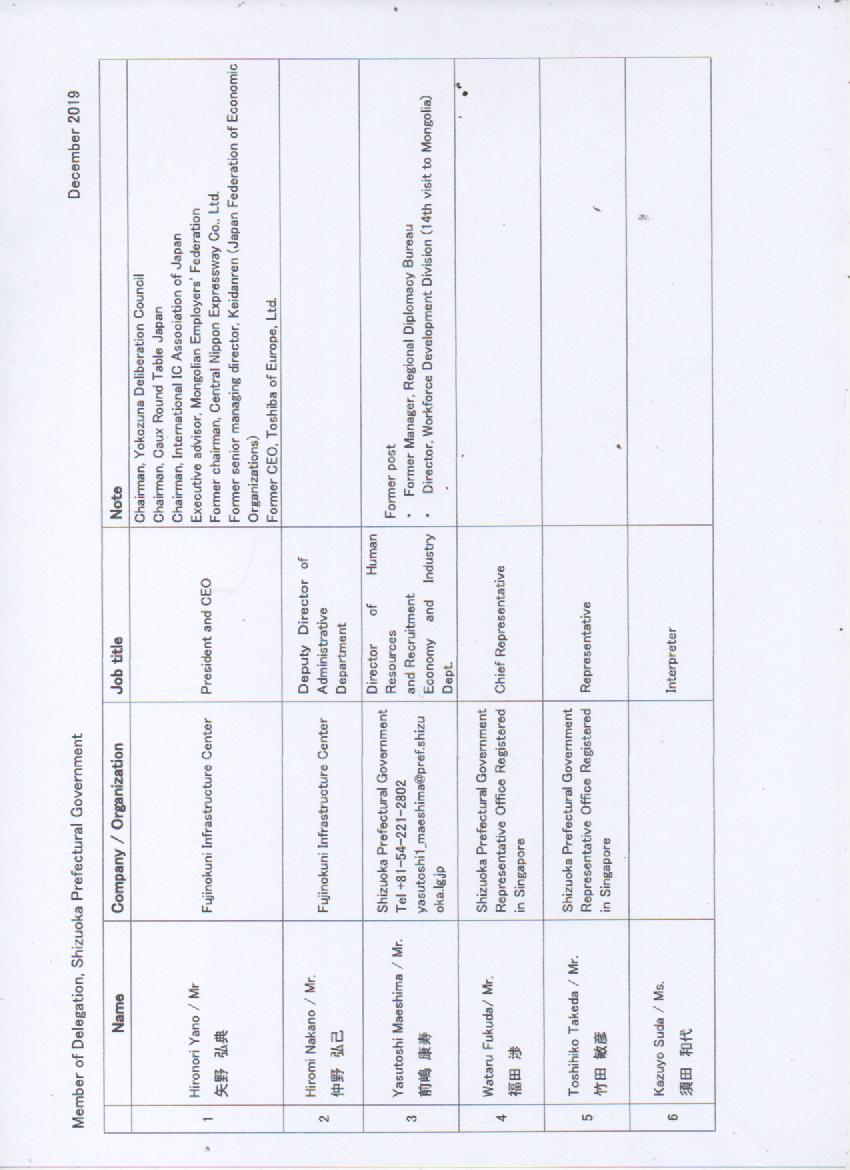 Member of Delegation, Shizuoka Prefectural Government
December 2019
Name
Company / Organization
Job title
Note
1
Hironori Yano / Mr
矢野 弘典
Fujinokuni Infrastructure Center
President and CEO
Chairman, Yokozuna Deliberation Council
Chairman, Caux Round Table Japan
Chairman, International IC Association of Japan
Executive advisor, Mongolian Employers' Federation
Former chairman, Central Nippon Expressway Co., Ltd.
Former senior managing director, Keidanren (Japan Federation of Economic
Organizations)
Former CEO, Toshiba of Europe, Ltd.
2
Hiromi Nakano / Mr.
仲野 弘己
Fujinokuni Infrastructure Center
Deputy Director of
Administrative
Department
3
Yasutoshi Maeshima / Mr.
前嶋 康寿
Shizuoka Prefectural Government
Tel +81-54-221-2802
yasutoshi1_maeshima@pref.shizu
oka.lg.jp
Director of Human
Resources
and Recruitment
Economy and Industry
Dept.
Former post
・ Former Manager, Regional Diplomacy Bureau
・ Director, Workforce Development Division (14th visit to Mongolia)
4
Wataru Fukuda/ Mr.
福田 渉
Shizuoka Prefectural Government
Representative Office Registered
in Singapore
Chief Representative
5
Toshihiko Takeda / Mr.
竹田 敏彦
Shizuoka Prefectural Government
Representative Office Registered
in Singapore
Representative
6
Kazuyo Suda / Ms.
須田 和代
Interpreter